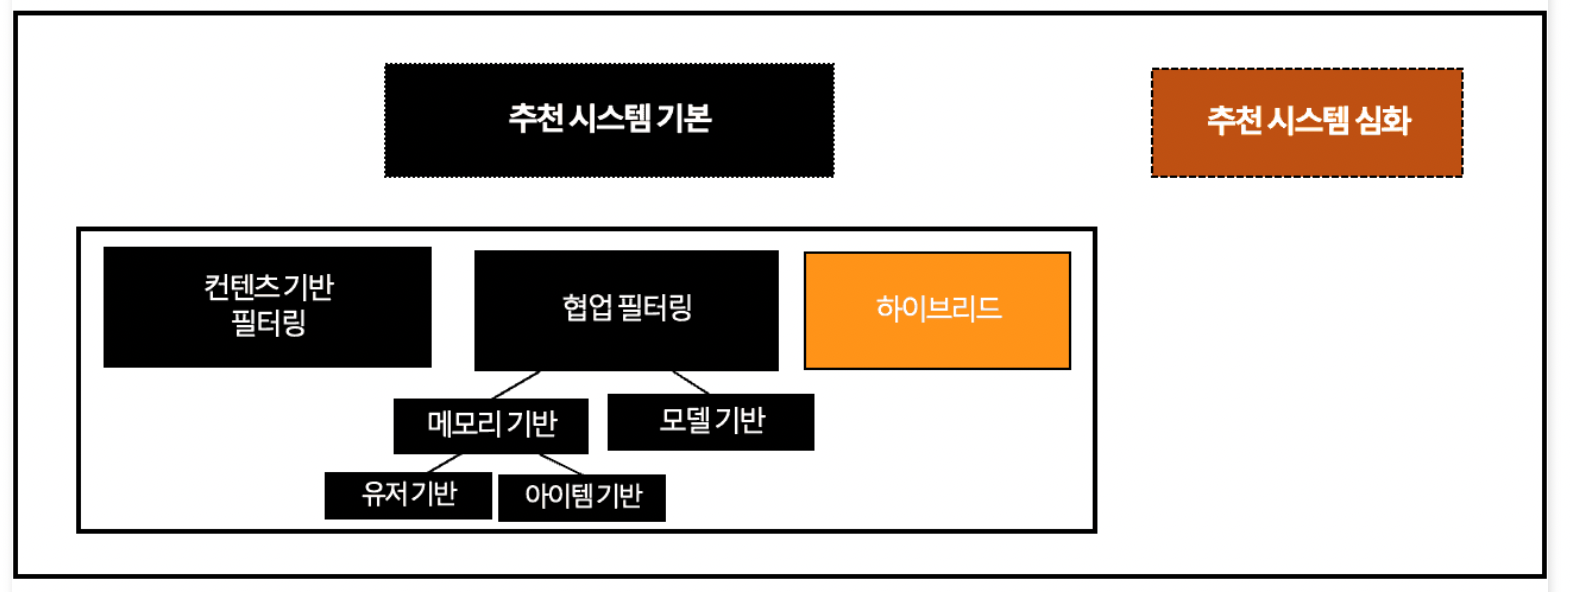 추천 시스템 기본
추천 시스템 심화
컨텐츠 기반
필터링
협업 필터링
하이브리드
메모리 기반
모델 기반
유저 기반
아이템 기반